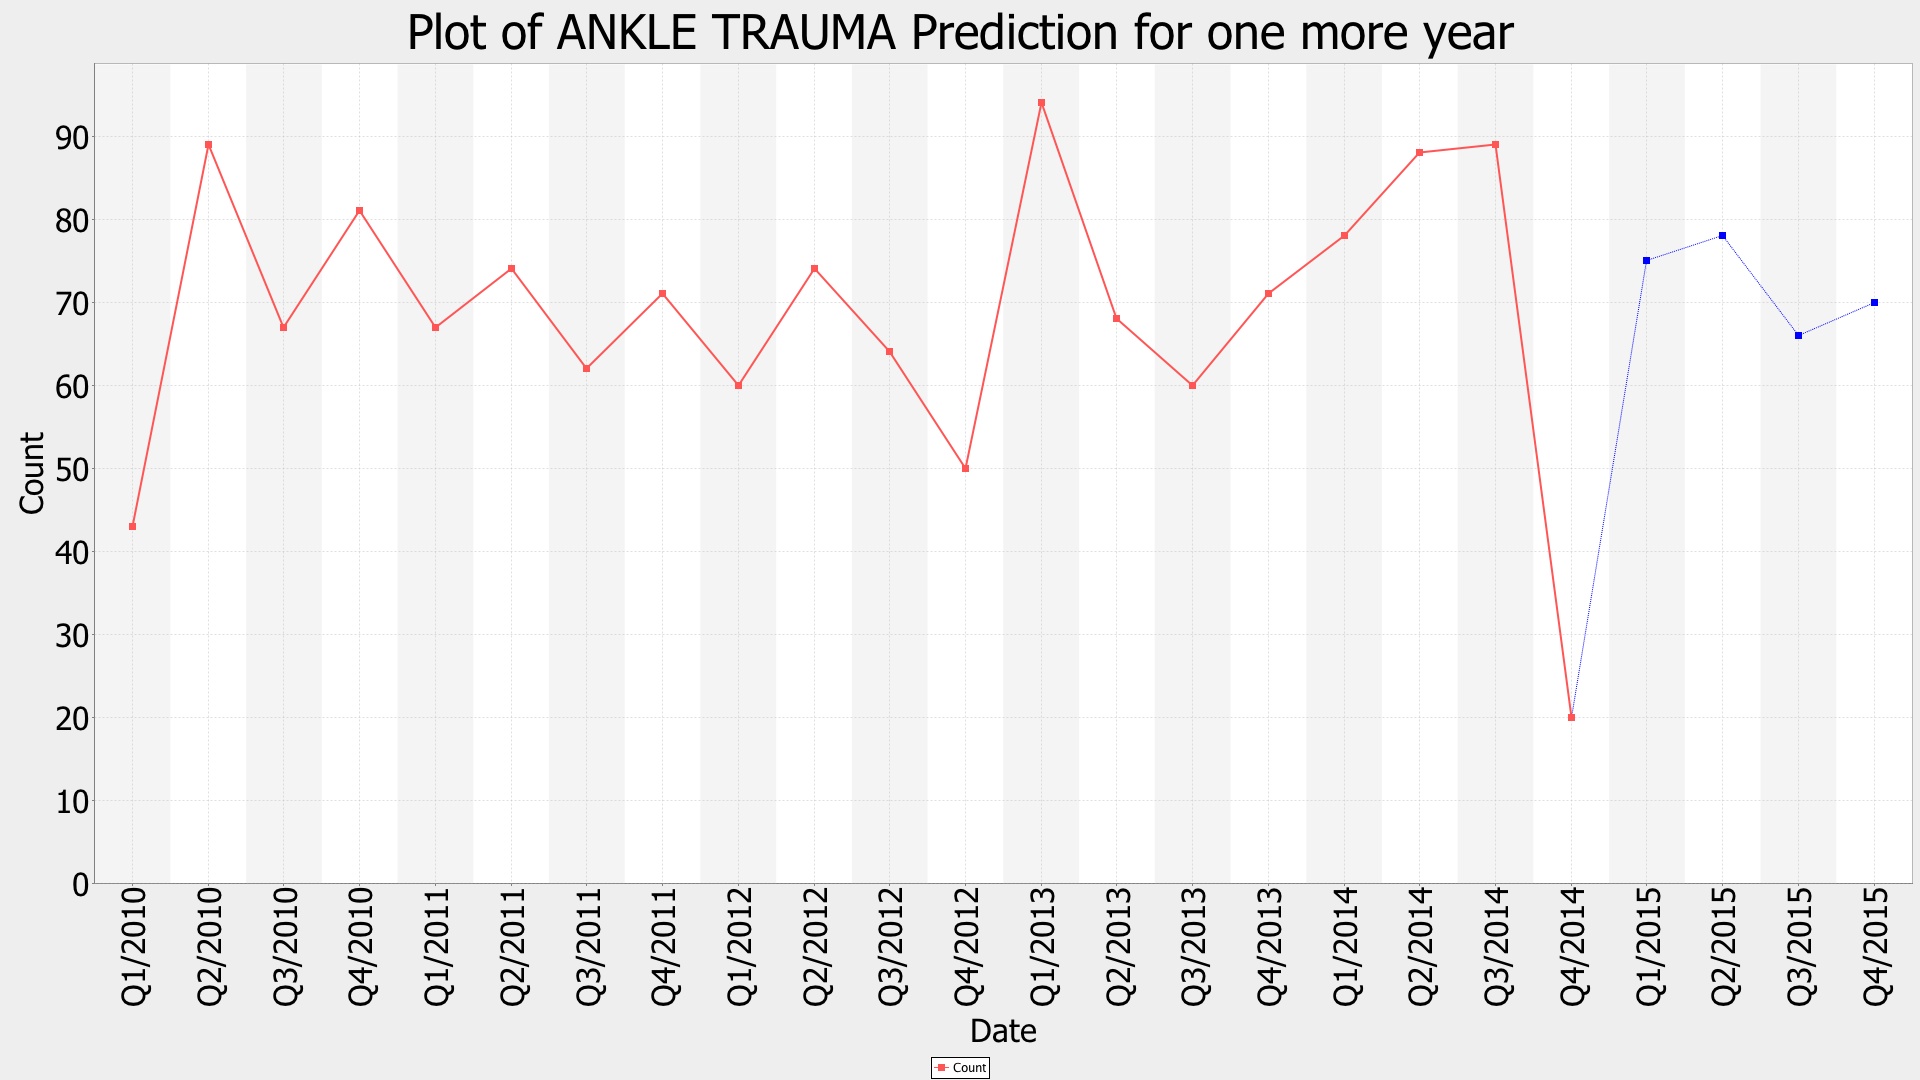 Plot of ANKLE TRAUMA Prediction for one more year
90
80
70
60
50
40
30
20
10
0
Count
Q1/2010
Q2/2010
Q3/2010
Q4/2010
Q1/2011
Q2/2011
Q3/2011
Q4/2011
Q1/2012
Q2/2012
Q3/2012
Q4/2012
Q1/2013
Q2/2013
Q3/2013
Q4/2013
Q1/2014
Q2/2014
Q3/2014
Q4/2014
Q1/2015
Q2/2015
Q3/2015
Q4/2015
Date
Count